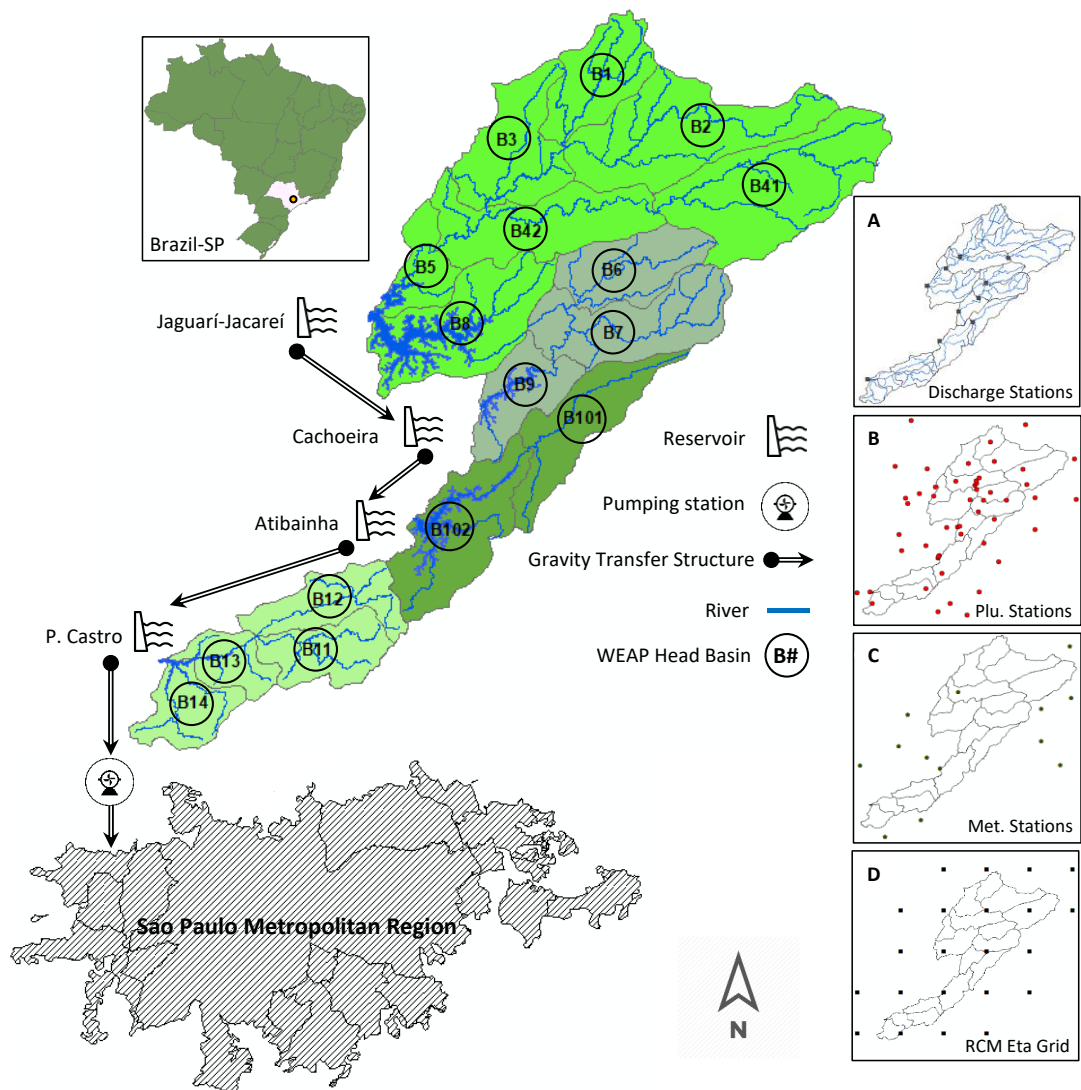 Brazil-SP
B1
B2
B3
B41
B42
B5
B6
B7
B8
B9
B101
B102
B12
B11
B13
B14
Jaguarí-Jacareí
Cachoeira
Atibainha
P. Castro
Reservoir
Pumping station
Gravity Transfer Structure
River
WEAP Head Basin
B#
São Paulo Metropolitan Region
N
A
Discharge Stations
B
Plu. Stations
C
Met. Stations
D
RCM Eta Grid